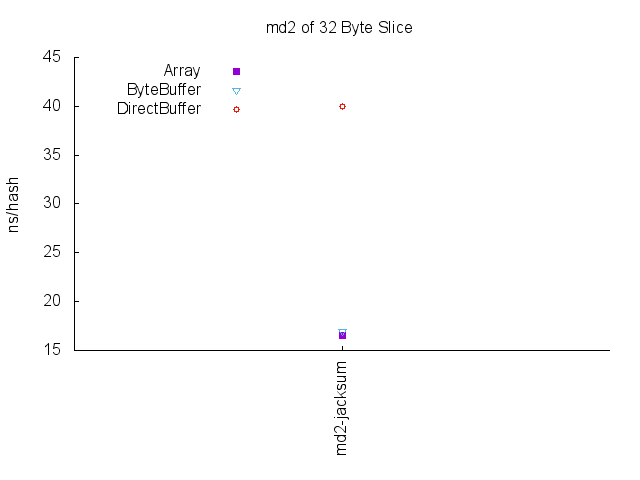 md2 of 32 Byte Slice
45
40
35
30
25
20
15
ns/hash
Array
ByteBuffer
DirectBuffer
md2-jacksum